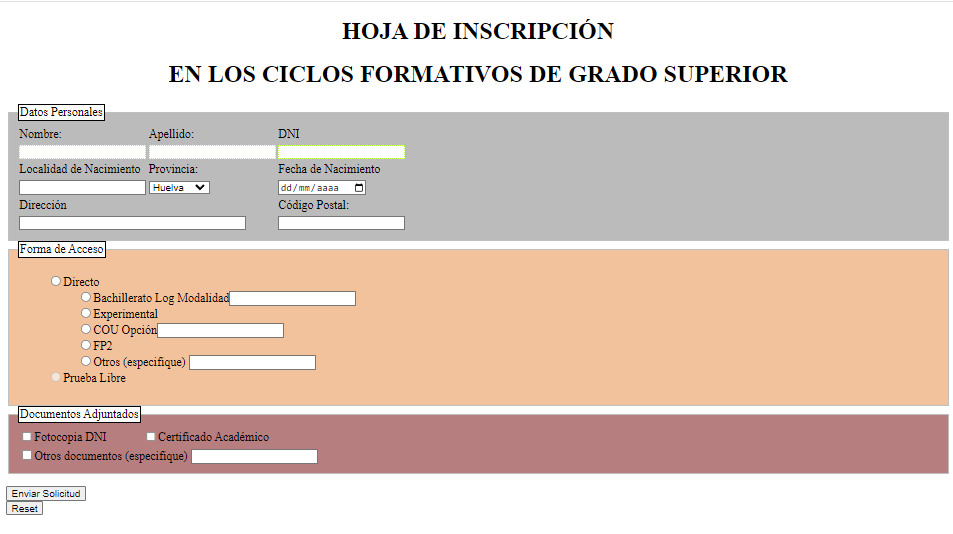 HOJA DE INSCRIPCIÓN
EN LOS CICLOS FORMATIVOS DE GRADO SUPERIOR
Datos Personales
Nombre: Apellido: DNI
Localidad de Nacimiento Provincia: Fecha de Nacimiento
Huelva dd/mm/aaaa
Dirección Código Postal:
Forma de Acceso
Directo
Bachillerato Log Modalidad
Experimental
COU Opción
FP2
Otros (especifique)
Prueba Libre
Documentos Adjuntados
Fotocopia DNI Certificado Académico
Otros documentos (especifique)
Enviar Solicitud
Reset